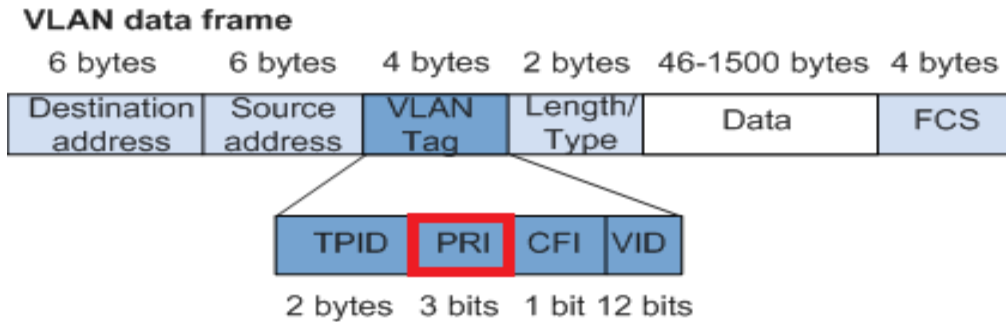 VLAN data frame
6 bytes 6 bytes 4 bytes 2 bytes 46-1500 bytes 4 bytes
Destination address Source address VLAN Tag Length/ Type Data FCS
TPID PRI CFI VID
2 bytes 3 bits 1 bit 12 bits